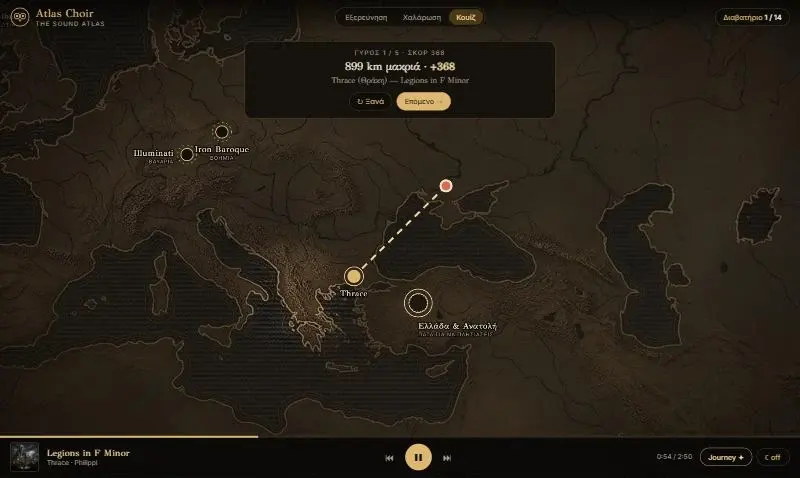 Atlas Choir
THE SOUND ATLAS
Εξερεύνηση Χαλάρωση Κουίζ
Διαβατήριο 1 / 14
ΓΥΡΟΣ 1 / 5 · ΣΚΟΡ 368
899 km μακριά · +368
Thrace (Θράκη) — Legions in F Minor
↻ Ξανά Επόμενο →
Iron Baroque
ΒΟΗΜΙΑ
Illuminati
ΒΑΥΑΡΙΑ
Thrace
Ελλάδα & Ανατολή
Legions in F Minor
Thrace · Philippi
0:54 / 2:50
Journey ✦
☾ off